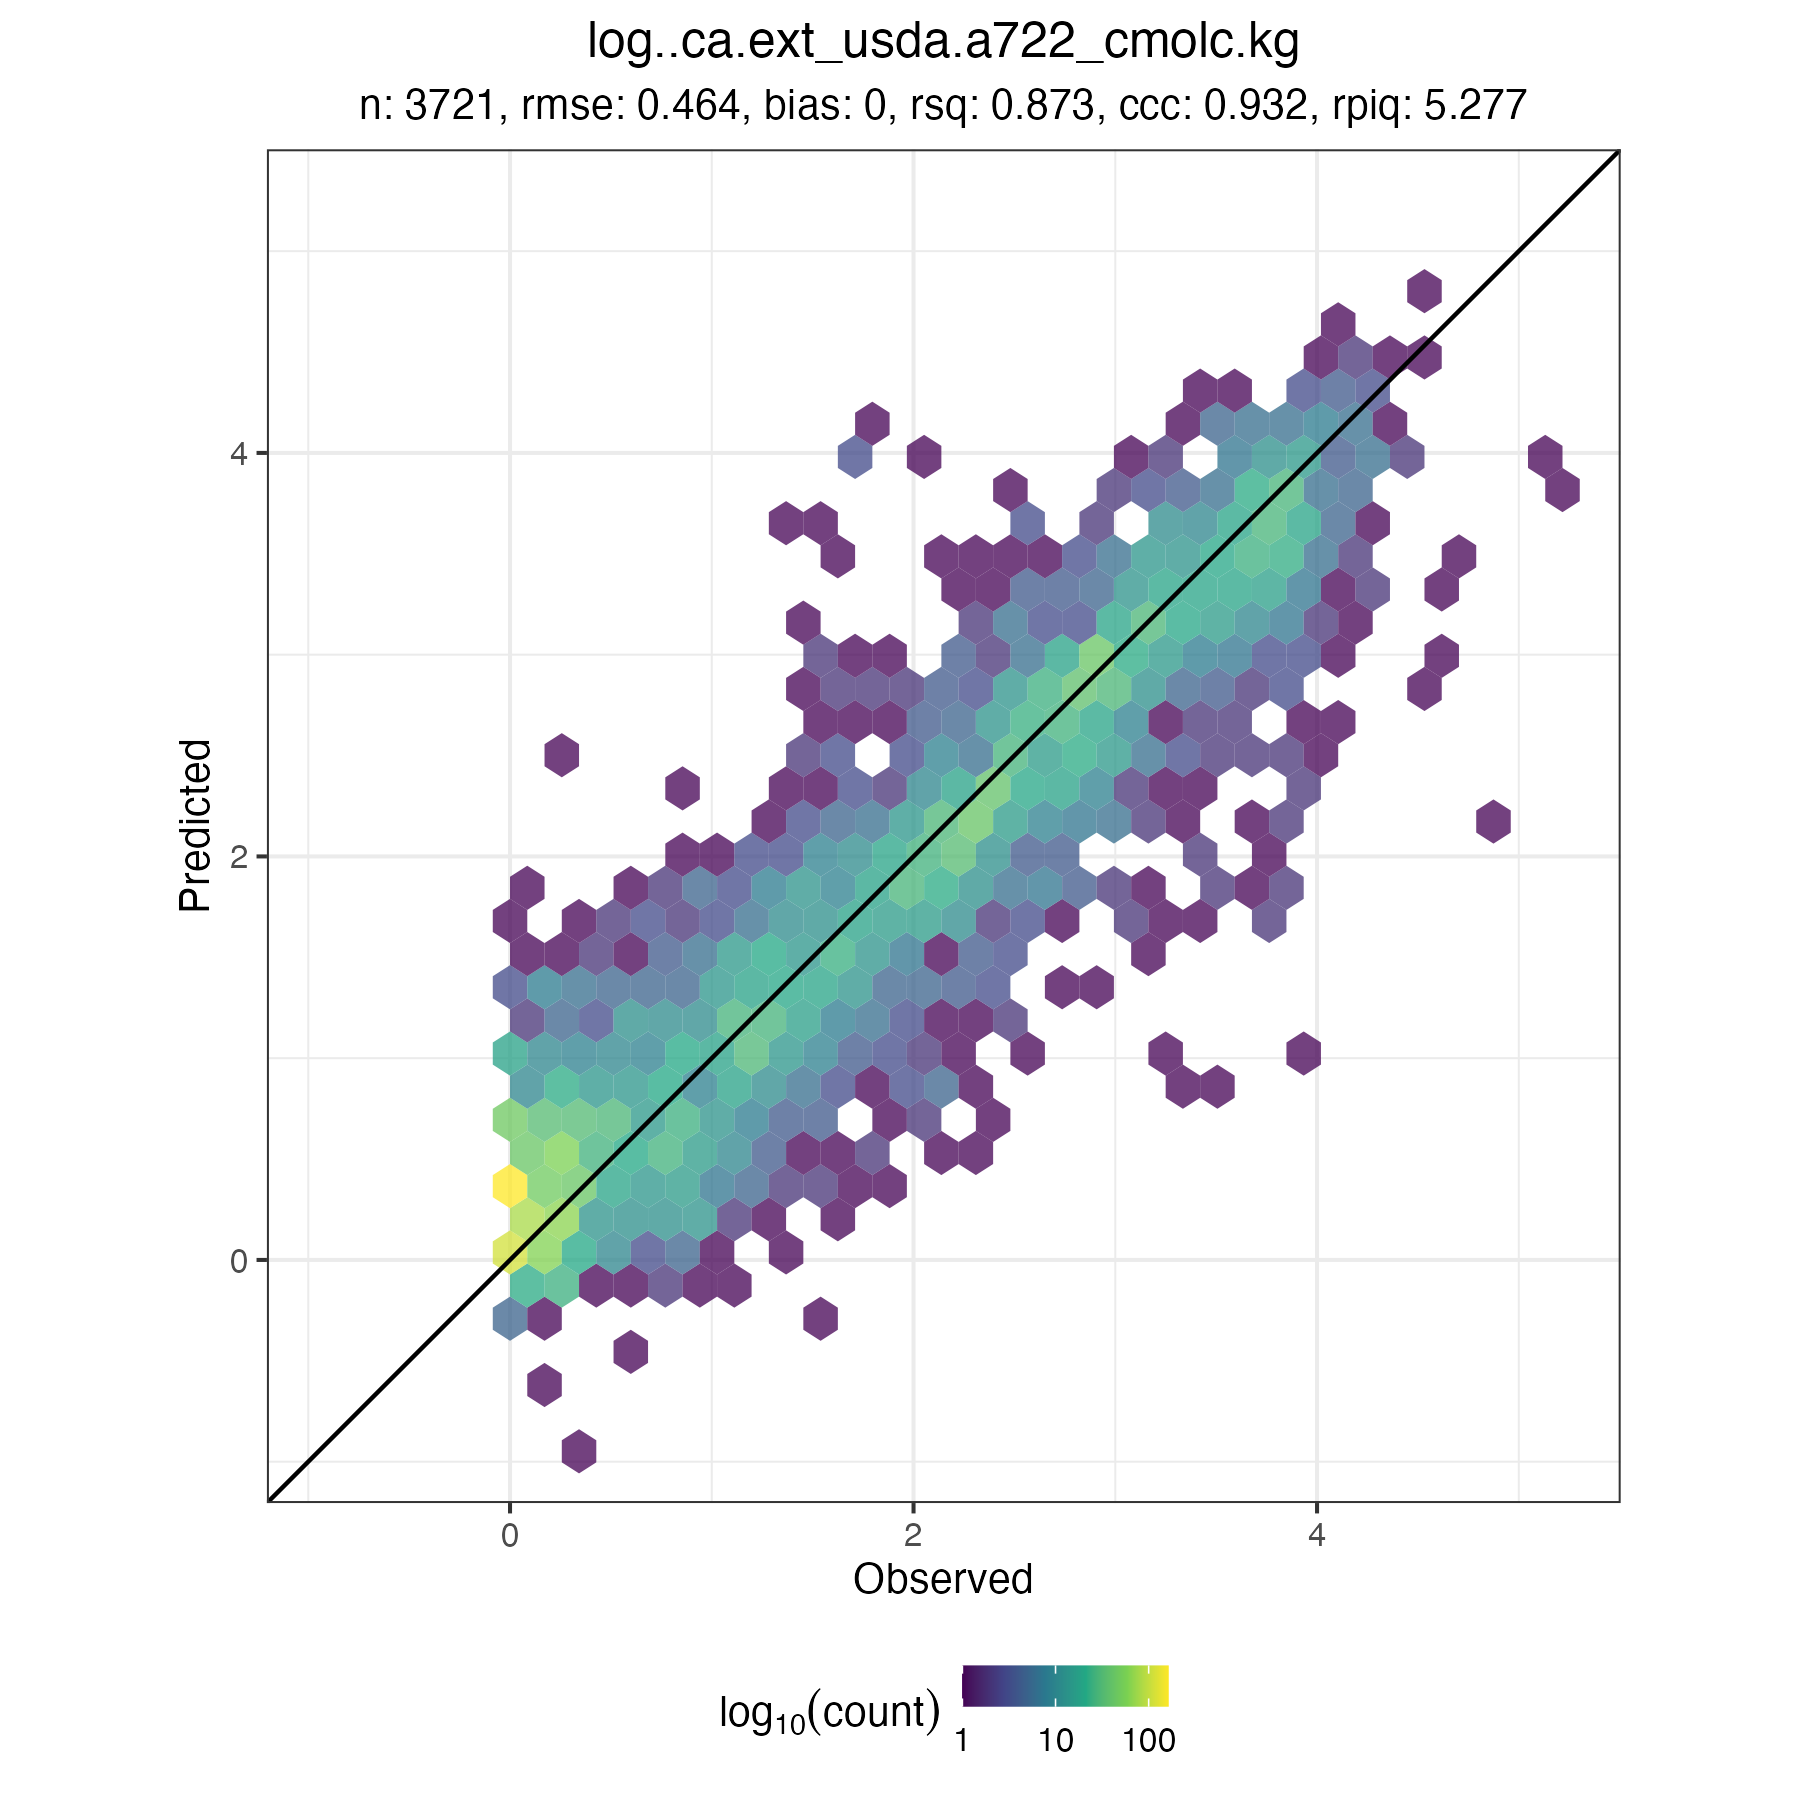 log..ca.ext_usda.a722_cmolc.kg
n: 3721, rmse: 0.464, bias: 0, rsq: 0.873, ccc: 0.932, rpiq: 5.277
Predicted
4
2
0
0 2 4
Observed
log₁₀(count)
1 10 100